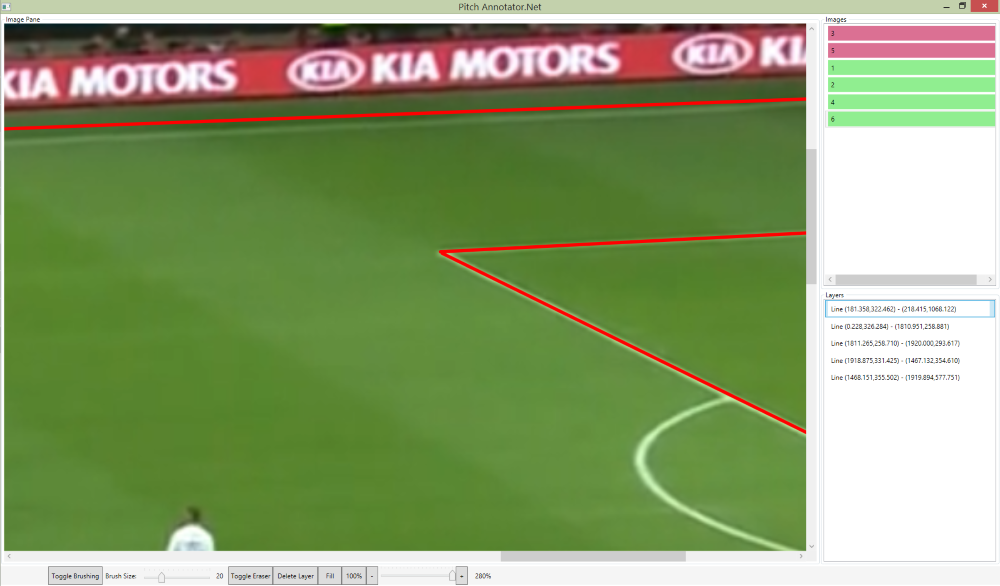 Pitch Annotator.Net
Image Pane
KIA MOTORS KIA KIA MOTORS KIA KI
Images
3
5
1
2
4
6
Layers
Line (181.358,322.462) - (218.415,1068.122)
Line (0.228,326.284) - (1810.951,258.881)
Line (1811.265,258.710) - (1920.000,293.617)
Line (1918.875,331.425) - (1467.132,354.610)
Line (1468.151,355.502) - (1919.894,577.751)
Toggle Brushing Brush Size: 20 Toggle Eraser Delete Layer Fill 100% - + 280%